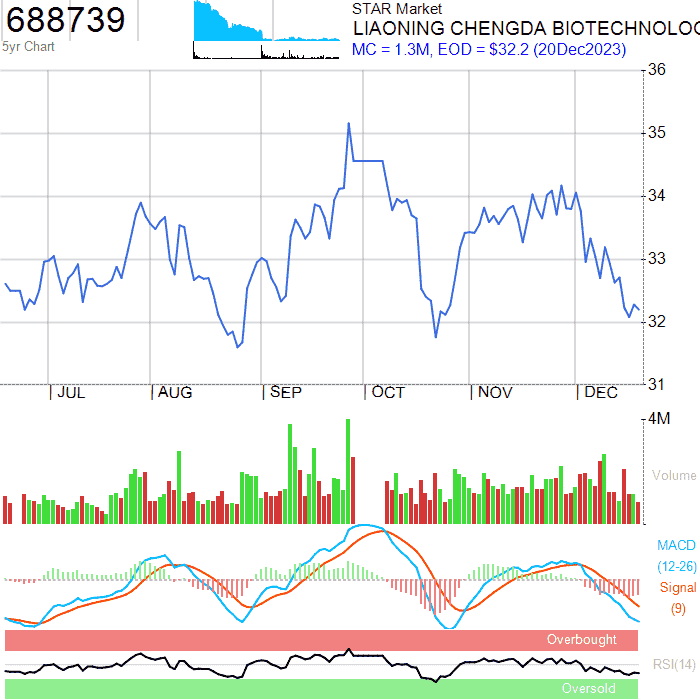 688739
STAR Market
LIAONING CHENGDA BIOTECHNOLOG
5yr Chart
MC = 1.3M, EOD = $32.2 (20Dec2023)
36
35
34
33
32
31
JUL
AUG
SEP
OCT
NOV
DEC
4M
Volume
MACD
(12-26)
Signal
(9)
Overbought
RSI(14)
Oversold